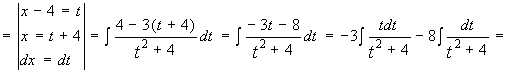 = |x − 4 = t; x = t + 4; dx = dt| = ∫ (4 − 3(t + 4))/(t² + 4) dt = ∫ (−3t − 8)/(t² + 4) dt = −3∫ tdt/(t² + 4) − 8∫ dt/(t² + 4) =